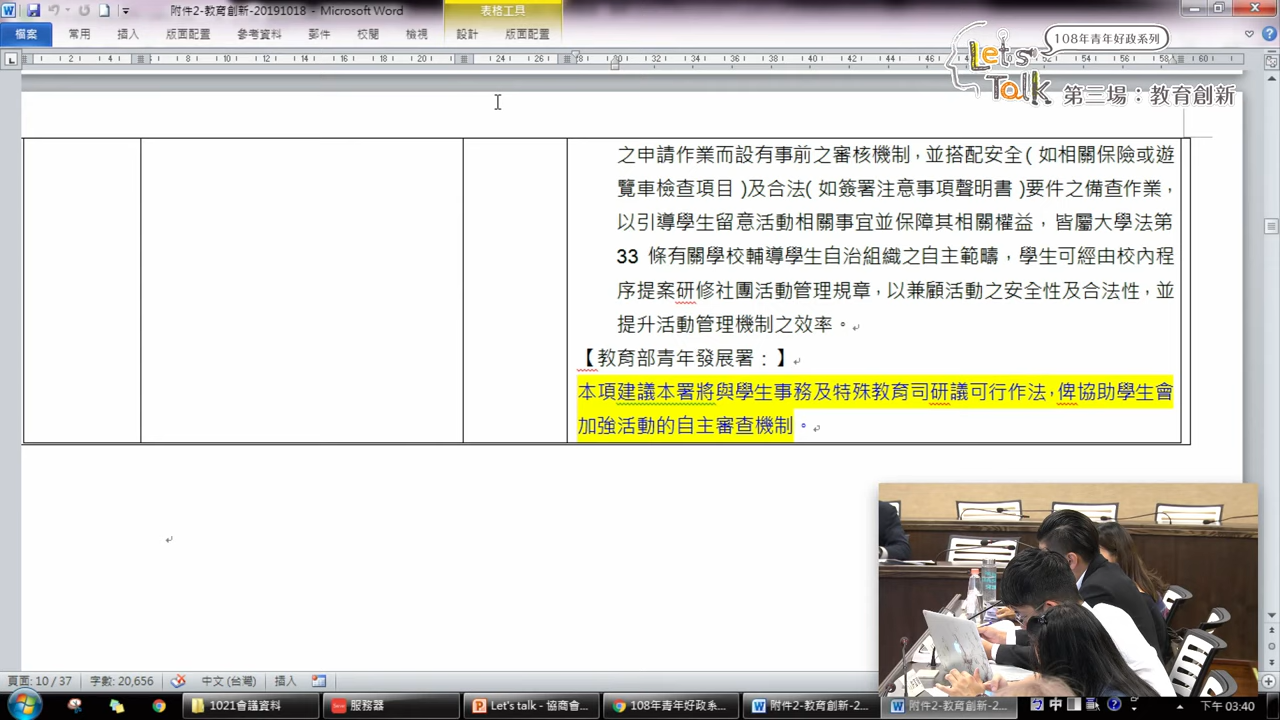 附件2-教育創新-20191018 - Microsoft Word
表格工具
檔案 常用 插入 版面配置 參考資料 郵件 校閱 檢視 設計 版面配置
108年青年好政系列
Let's Talk
第三場：教育創新
之申請作業而設有事前之審核機制，並搭配安全(如相關保險或遊
覽車檢查項目)及合法(如簽署注意事項聲明書)要件之備查作業，
以引導學生留意活動相關事宜並保障其相關權益，皆屬大學法第
33 條有關學校輔導學生自治組織之自主範疇，學生可經由校內程
序提案研修社團活動管理規章，以兼顧活動之安全性及合法性，並
提升活動管理機制之效率。
【教育部青年發展署：】
本項建議本署將與學生事務及特殊教育司研議可行作法，俾協助學生會
加強活動的自主審查機制。
頁面: 10 / 37 字數: 20,656 中文 (台灣) 插入
1021會議資料 服務器 Let's talk - 協商會... 108年青年好政系... 附件2-教育創新-2... 附件2-教育創新-2... 中 下午 03:40